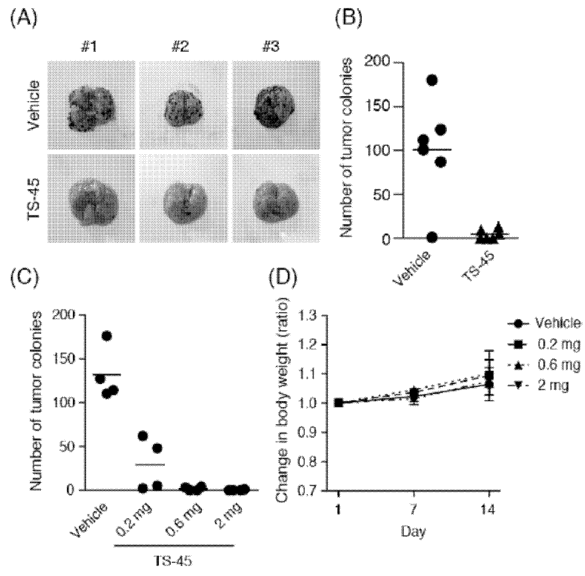 (A)
#1 #2 #3
Vehicle
TS-45
(B)
Number of tumor colonies
200
150
100
50
0
Vehicle TS-45
(C)
Number of tumor colonies
200
150
100
50
0
Vehicle 0.2 mg 0.6 mg 2 mg
TS-45
(D)
Change in body weight (ratio)
1.3
1.2
1.1
1.0
0.9
0.8
0.7
1 7 14
Day
Vehicle
0.2 mg
0.6 mg
2 mg